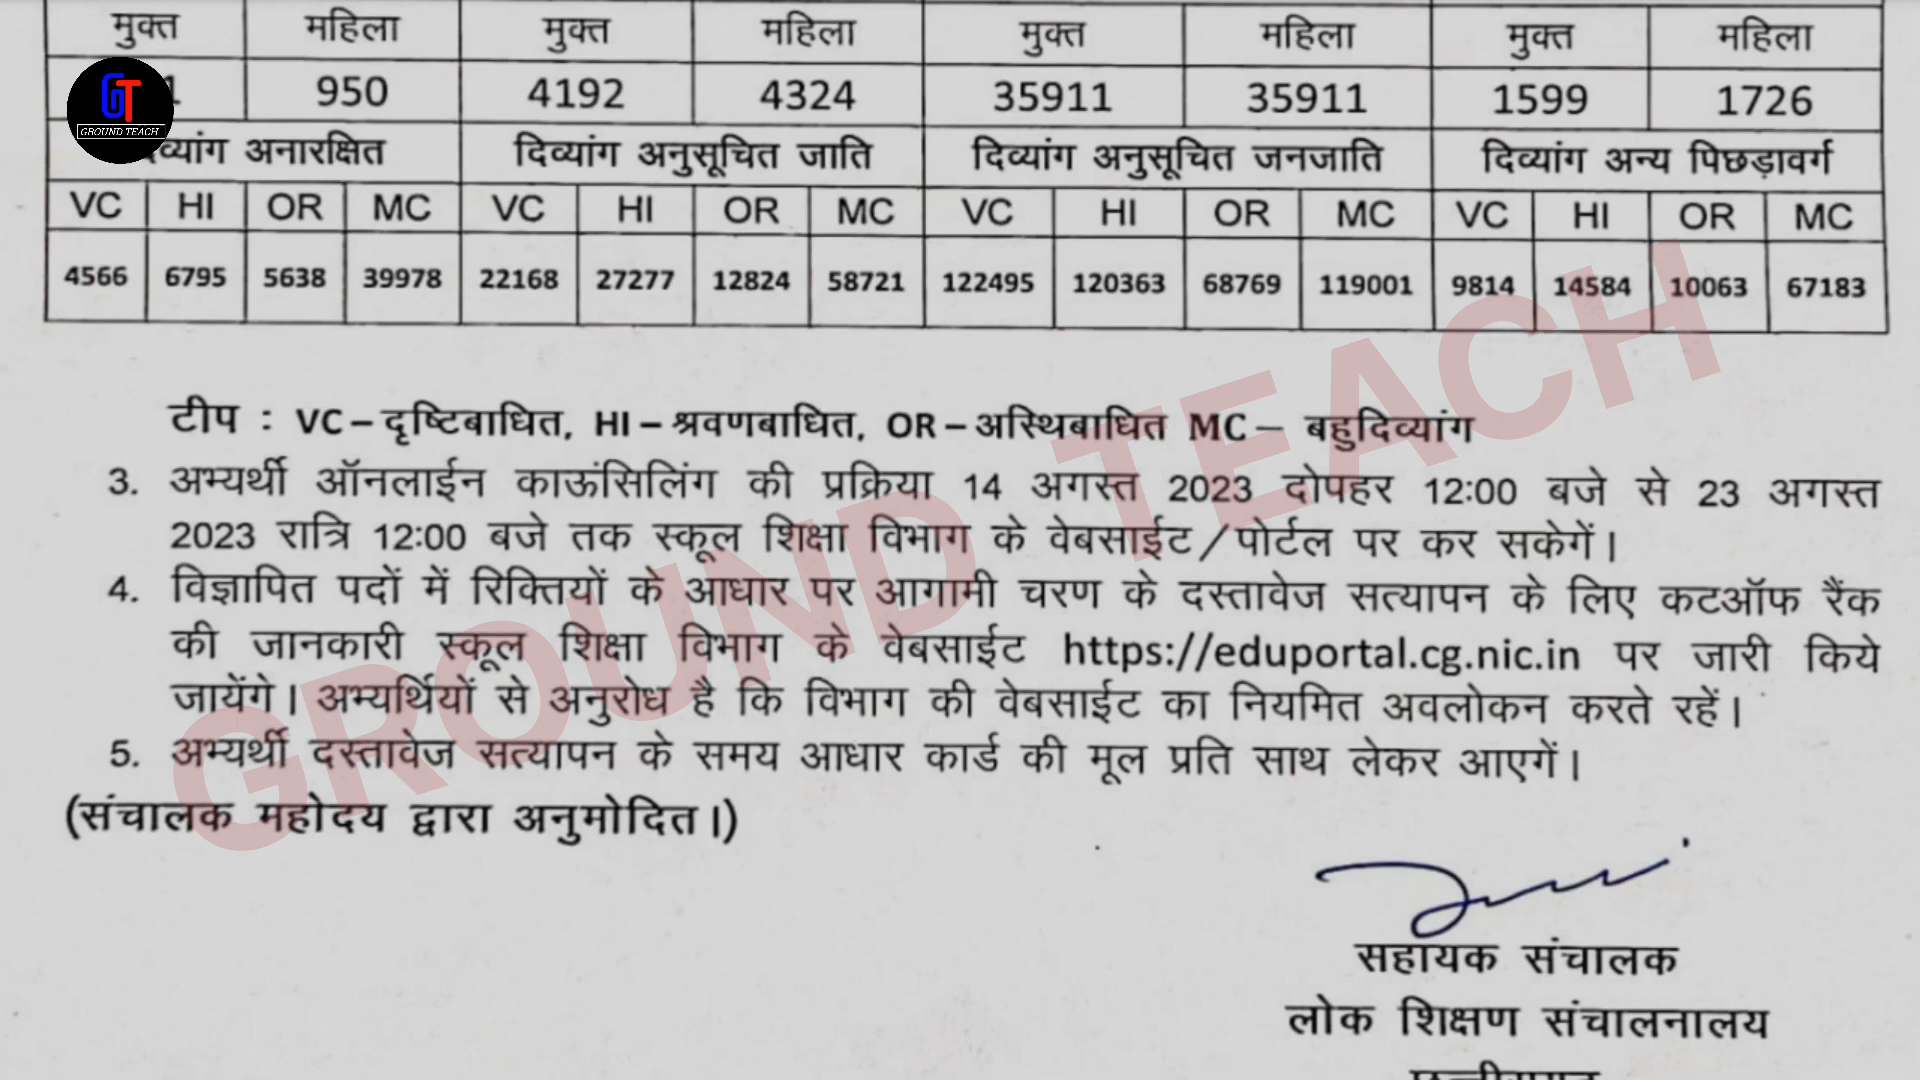 मुक्त महिला मुक्त महिला मुक्त महिला मुक्त महिला
1 950 4192 4324 35911 35911 1599 1726
GT
GROUND TEACH
अनारक्षित दिव्यांग अनुसूचित जाति दिव्यांग अनुसूचित जनजाति दिव्यांग अन्य पिछड़ावर्ग
VC HI OR MC VC HI OR MC VC HI OR MC VC HI OR MC
4566 6795 5638 39978 22168 27277 12824 58721 122495 120363 68769 119001 9814 14584 10063 67183
टीप : VC–दृष्टिबाधित, HI–श्रवणबाधित, OR–अस्थिबाधित MC– बहुदिव्यांग
3. अभ्यर्थी ऑनलाईन काऊंसिलिंग की प्रक्रिया 14 अगस्त 2023 दोपहर 12:00 बजे से 23 अगस्त
2023 रात्रि 12:00 बजे तक स्कूल शिक्षा विभाग के वेबसाईट/पोर्टल पर कर सकेगें।
4. विज्ञापित पदों में रिक्तियों के आधार पर आगामी चरण के दस्तावेज सत्यापन के लिए कटऑफ रैंक
की जानकारी स्कूल शिक्षा विभाग के वेबसाईट https://eduportal.cg.nic.in पर जारी किये
जायेंगे। अभ्यर्थियों से अनुरोध है कि विभाग की वेबसाईट का नियमित अवलोकन करते रहें।
5. अभ्यर्थी दस्तावेज सत्यापन के समय आधार कार्ड की मूल प्रति साथ लेकर आएगें।
(संचालक महोदय द्वारा अनुमोदित।)
GROUND TEACH
सहायक संचालक
लोक शिक्षण संचालनालय